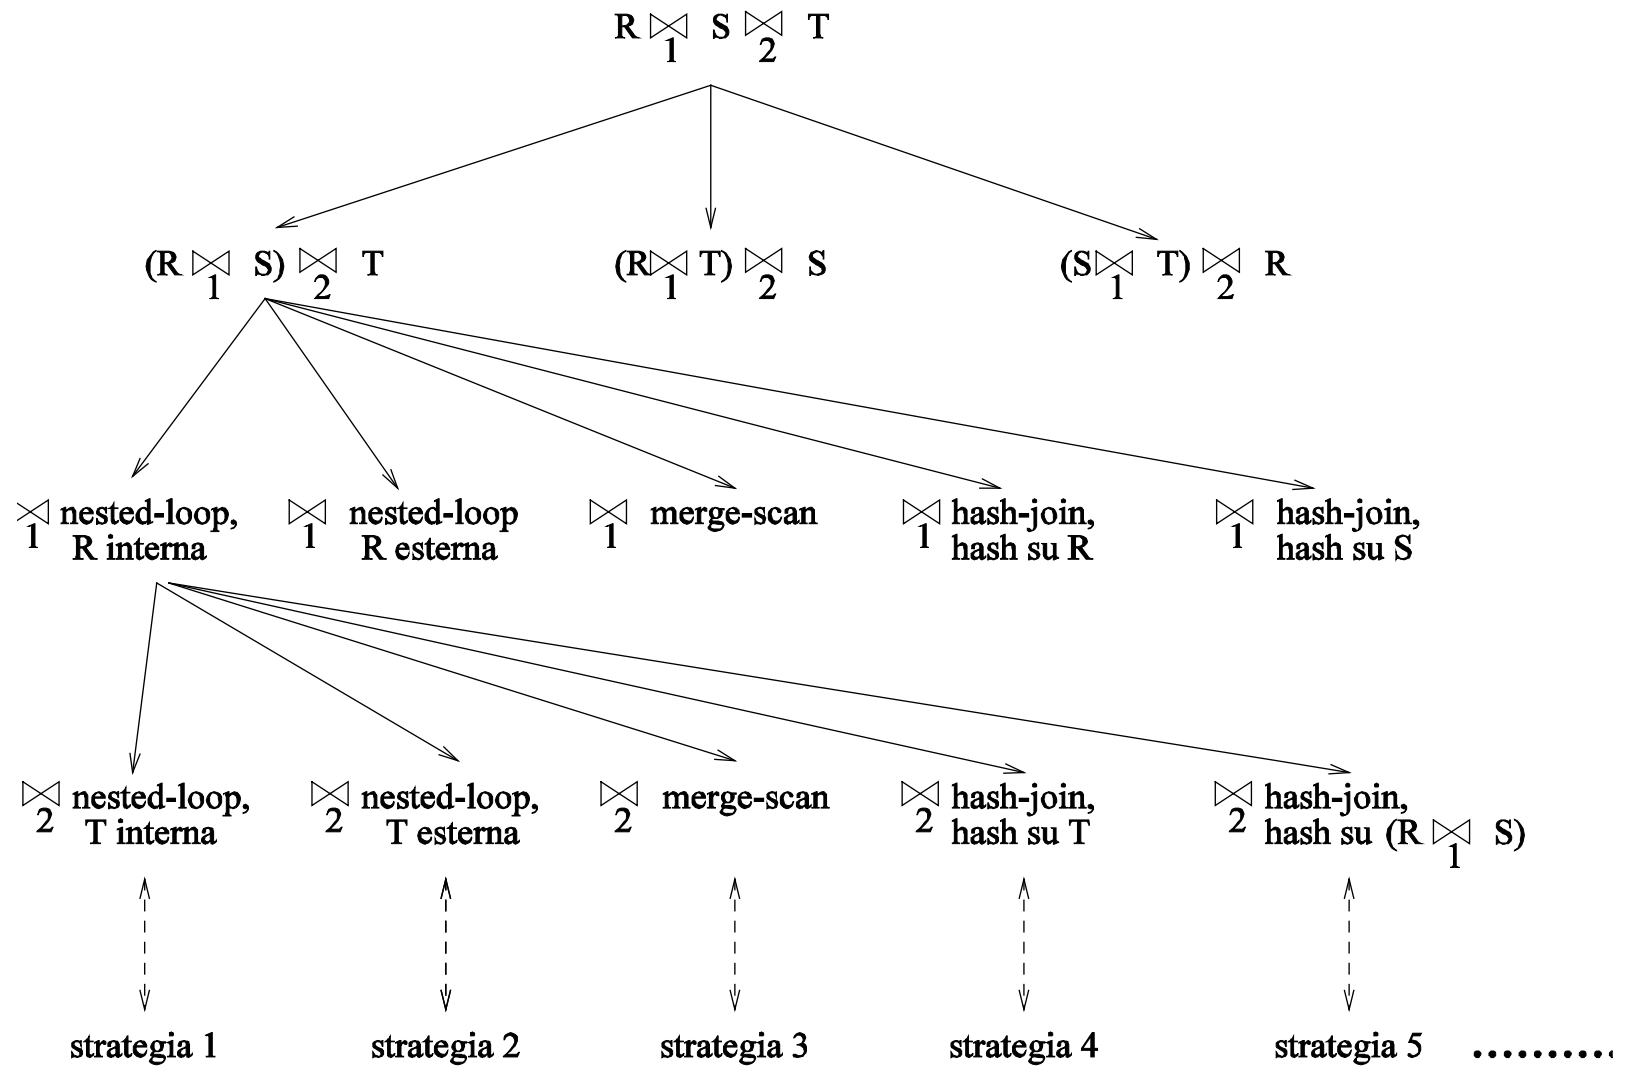 R ⋈1 S ⋈2 T
(R ⋈1 S) ⋈2 T
(R ⋈1 T) ⋈2 S
(S ⋈1 T) ⋈2 R
⋈1 nested-loop,
R interna
⋈1 nested-loop
R esterna
⋈1 merge-scan
⋈1 hash-join,
hash su R
⋈1 hash-join,
hash su S
⋈2 nested-loop,
T interna
⋈2 nested-loop,
T esterna
⋈2 merge-scan
⋈2 hash-join,
hash su T
⋈2 hash-join,
hash su (R ⋈1 S)
strategia 1
strategia 2
strategia 3
strategia 4
strategia 5
..........